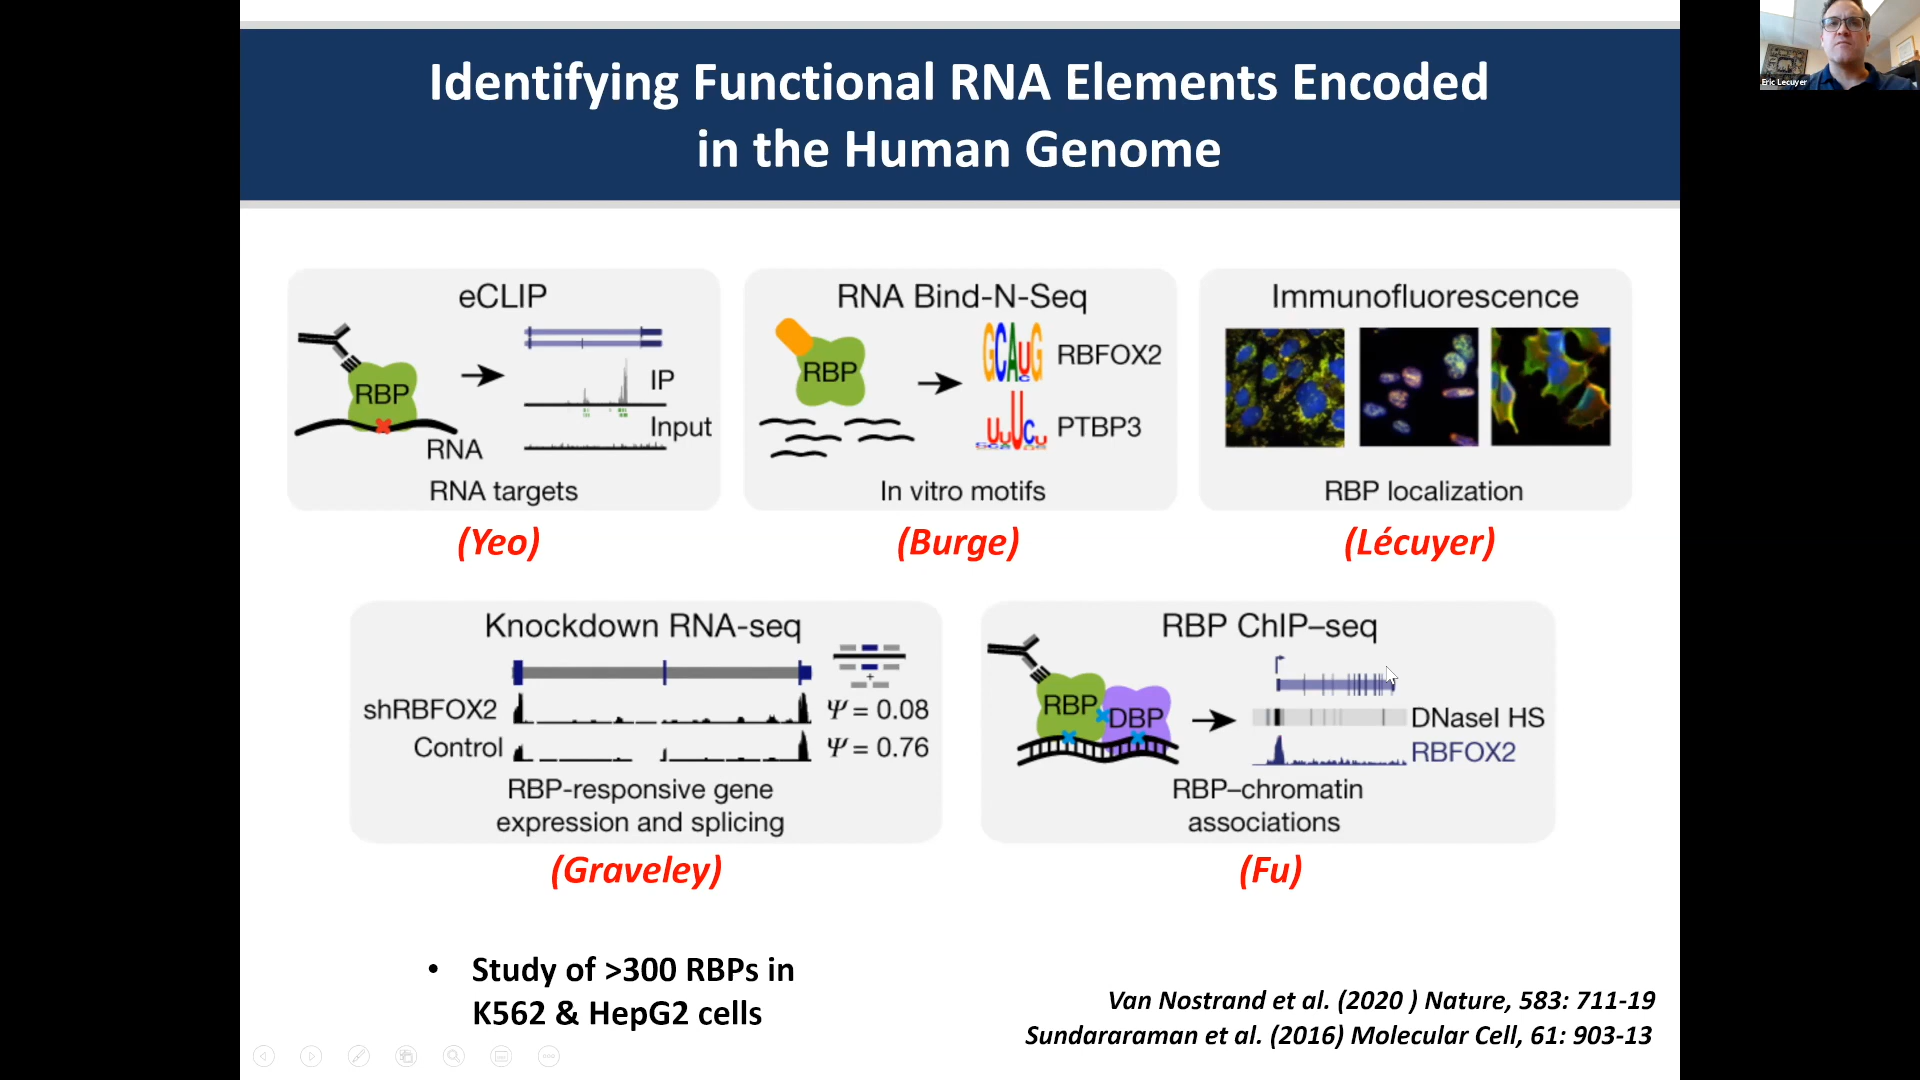 Identifying Functional RNA Elements Encoded
in the Human Genome
Eric Lecuyer
eCLIP
RBP
RNA
IP
Input
RNA targets
(Yeo)
RNA Bind-N-Seq
RBP
GCAUG
RBFOX2
UUUCU
PTBP3
In vitro motifs
(Burge)
Immunofluorescence
RBP localization
(Lécuyer)
Knockdown RNA-seq
+
shRBFOX2
Ψ = 0.08
Control
Ψ = 0.76
RBP-responsive gene
expression and splicing
(Graveley)
RBP ChIP–seq
RBP
DBP
DNaseI HS
RBFOX2
RBP–chromatin
associations
(Fu)
• Study of >300 RBPs in
K562 & HepG2 cells
Van Nostrand et al. (2020 ) Nature, 583: 711-19
Sundararaman et al. (2016) Molecular Cell, 61: 903-13